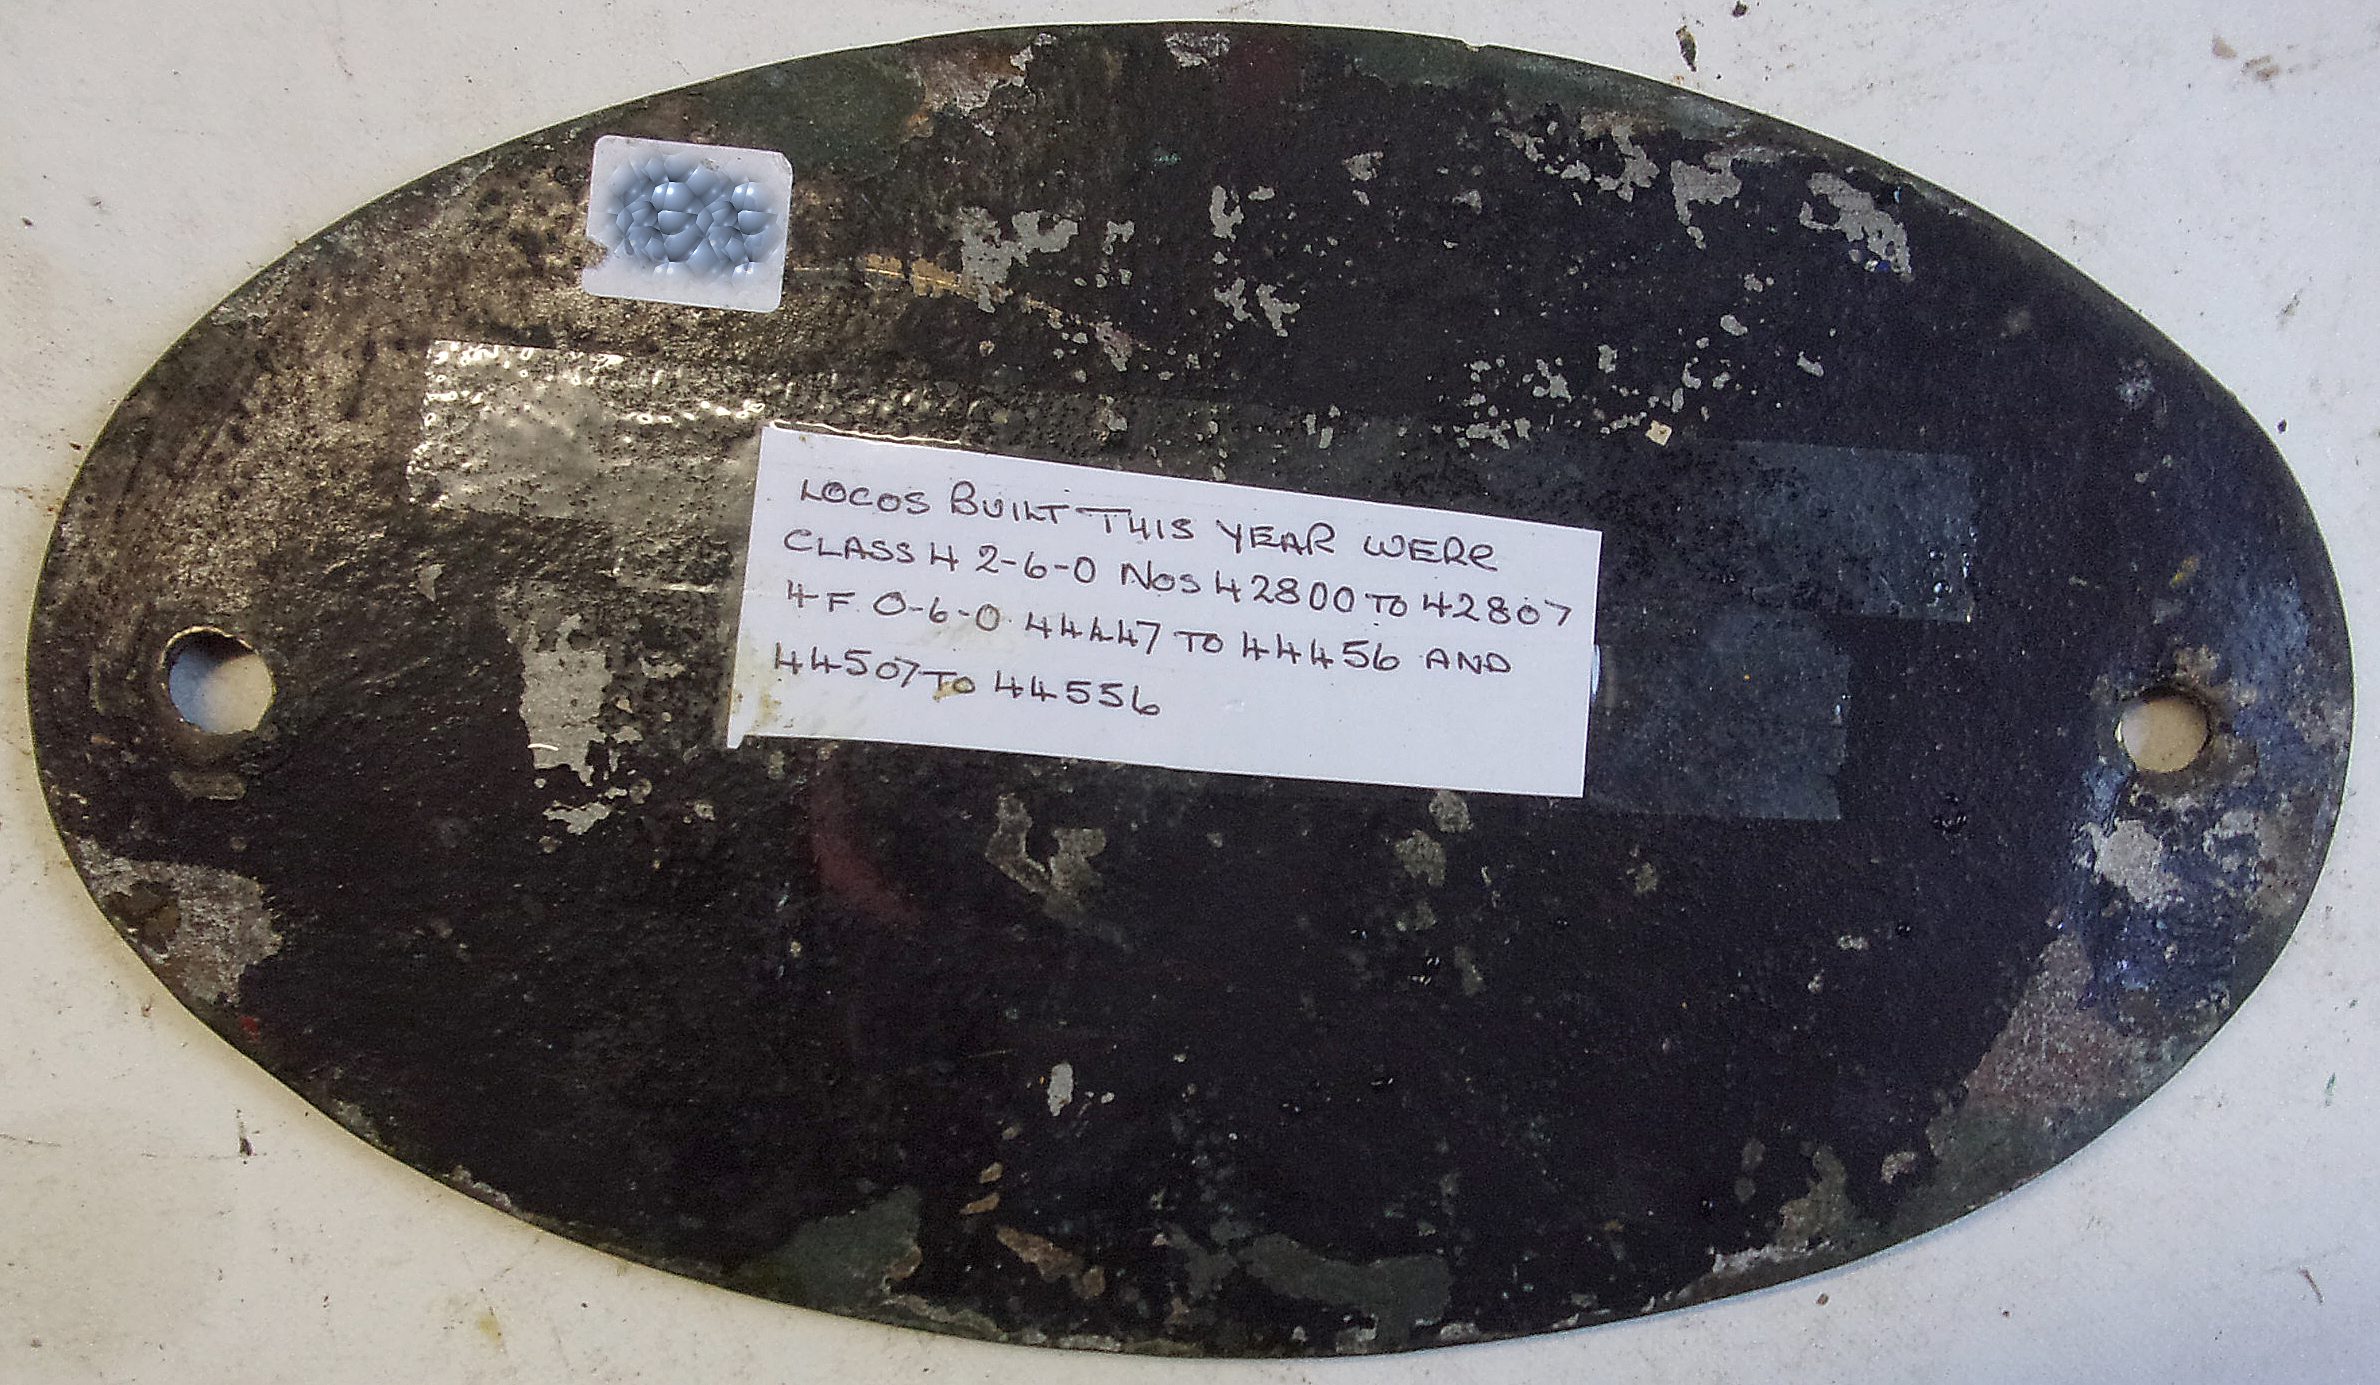 LOCOS BUILT THIS YEAR WERE
CLASS 4 2-6-0 NOS 42800 TO 42807
4F. 0-6-0. 44447 TO 44456 AND
44507 TO 44556